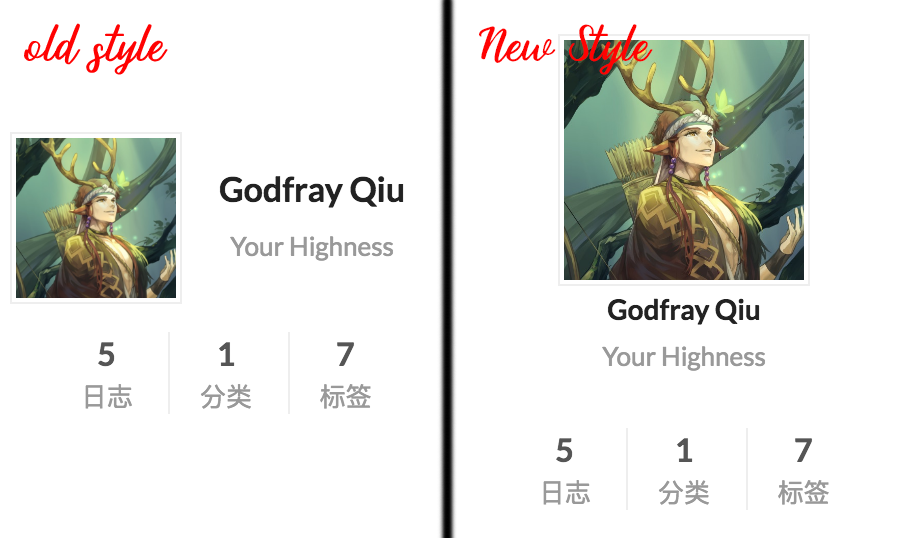 old style
Godfray Qiu
Your Highness
5 1 7
日志 分类 标签
New Style
Godfray Qiu
Your Highness
5 1 7
日志 分类 标签